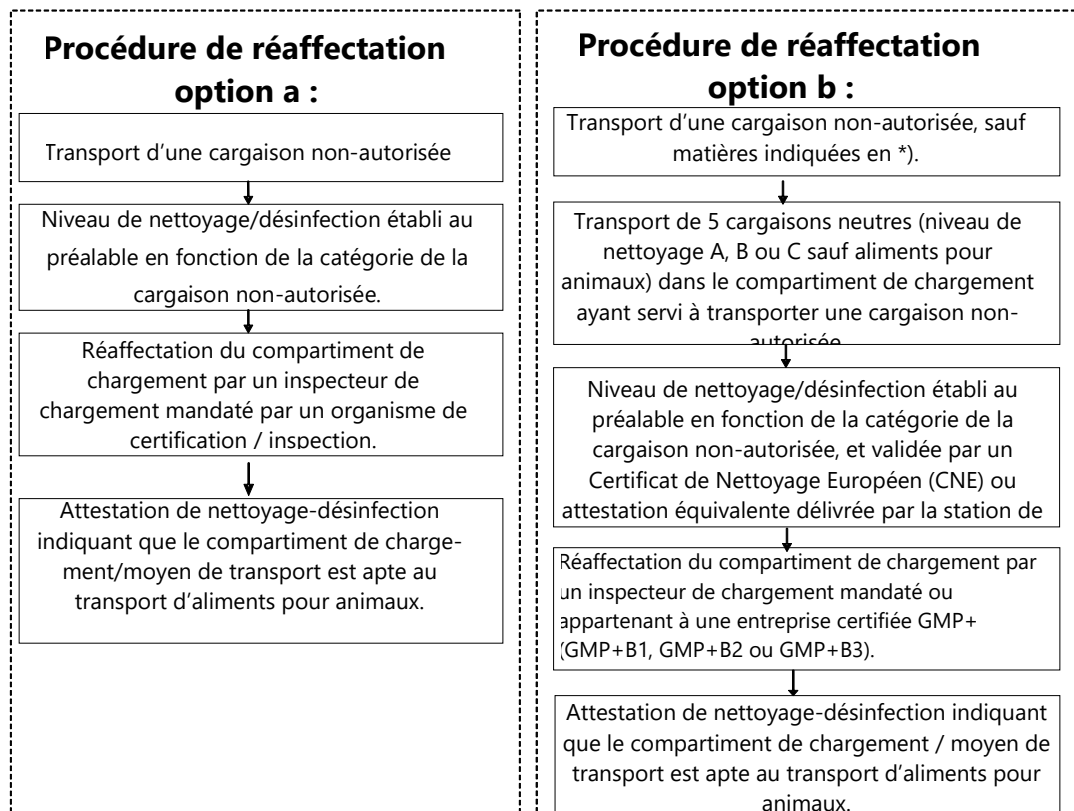 Procédure de réaffectation
option a :
Transport d’une cargaison non-autorisée
Niveau de nettoyage/désinfection établi au
préalable en fonction de la catégorie de la
cargaison non-autorisée.
Réaffectation du compartiment de
chargement par un inspecteur de
chargement mandaté par un organisme de
certification / inspection.
Attestation de nettoyage-désinfection
indiquant que le compartiment de charge-
ment/moyen de transport est apte au
transport d’aliments pour animaux.
Procédure de réaffectation
option b :
Transport d’une cargaison non-autorisée, sauf
matières indiquées en *).
Transport de 5 cargaisons neutres (niveau de
nettoyage A, B ou C sauf aliments pour
animaux) dans le compartiment de chargement
ayant servi à transporter une cargaison non-
autorisée
Niveau de nettoyage/désinfection établi au
préalable en fonction de la catégorie de la
cargaison non-autorisée, et validée par un
Certificat de Nettoyage Européen (CNE) ou
attestation équivalente délivrée par la station de
Réaffectation du compartiment de chargement par
un inspecteur de chargement mandaté ou
appartenant à une entreprise certifiée GMP+
(GMP+B1, GMP+B2 ou GMP+B3).
Attestation de nettoyage-désinfection indiquant
que le compartiment de chargement / moyen de
transport est apte au transport d’aliments pour
animaux.